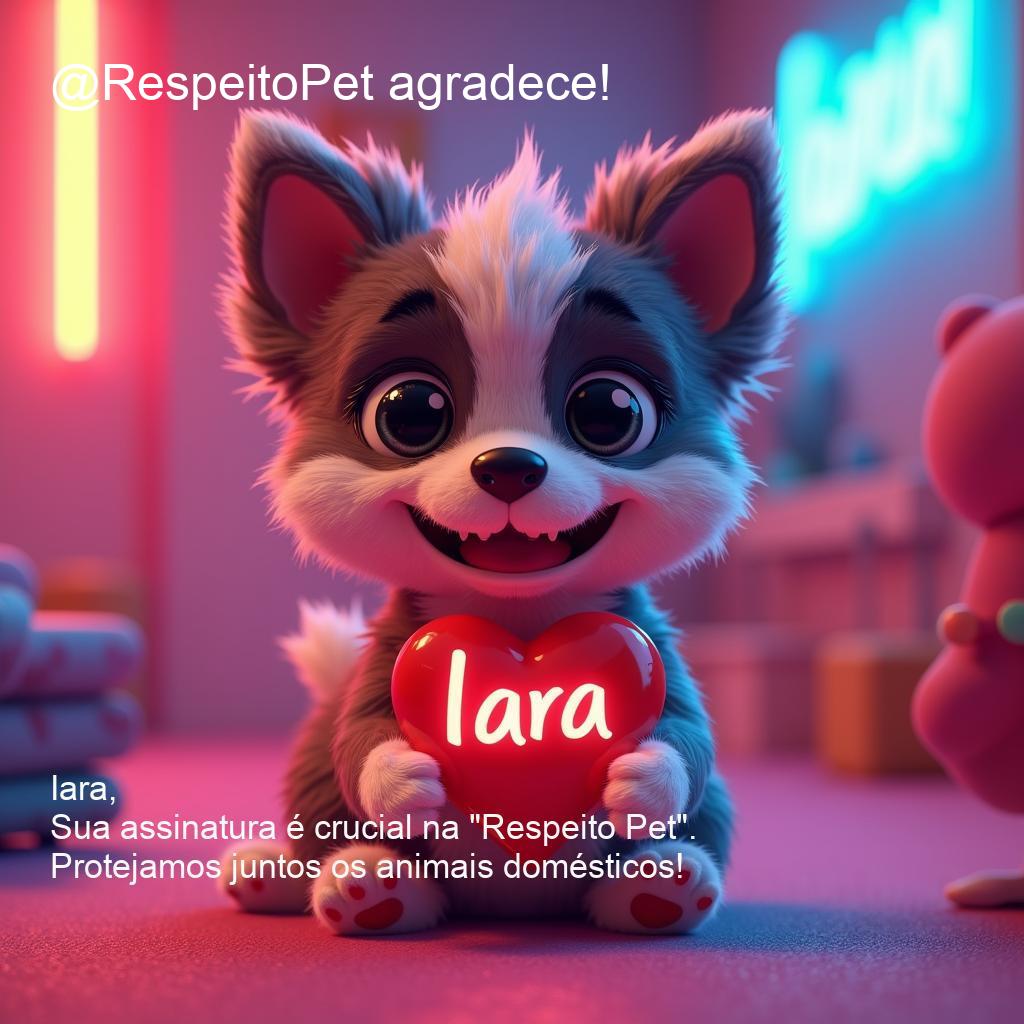 @RespeitoPet agradece!
Iara
Iara,
Sua assinatura é crucial na "Respeito Pet".
Protejamos juntos os animais domésticos!